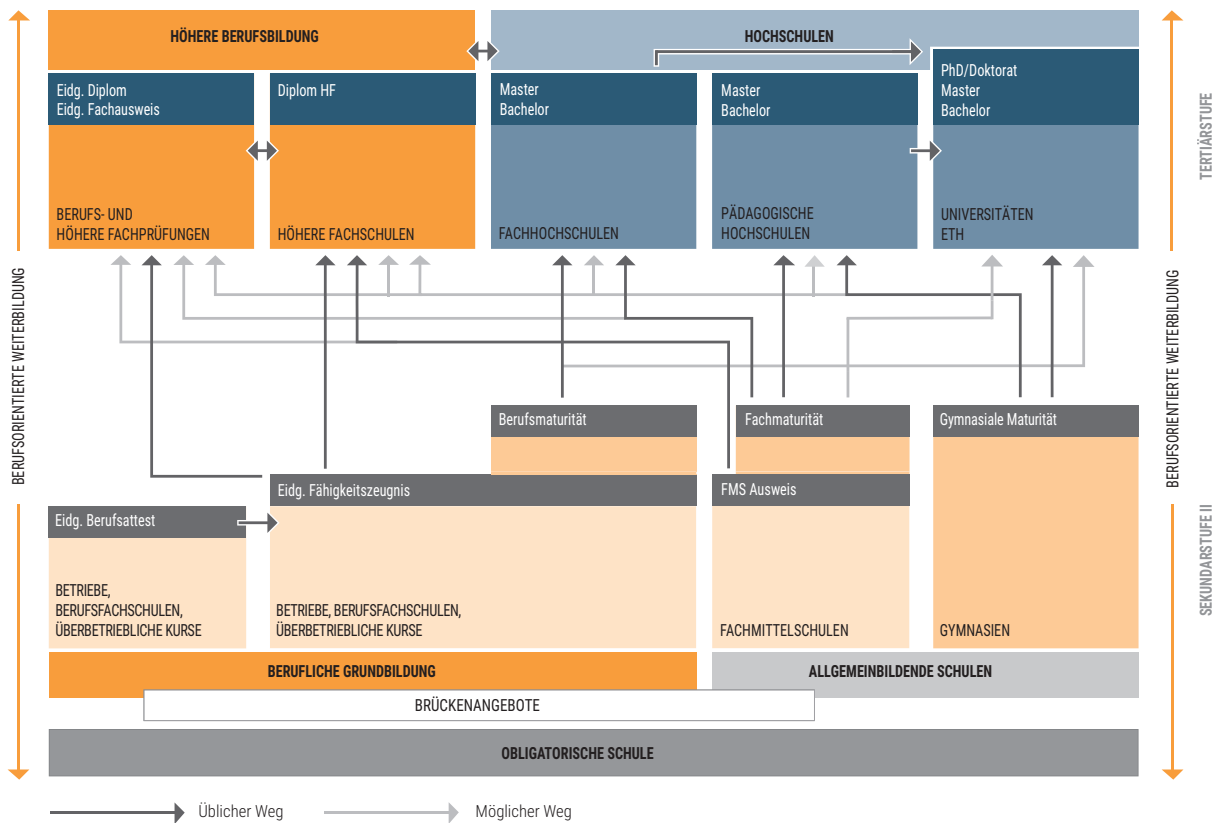 HÖHERE BERUFSBILDUNG
HOCHSCHULEN
Eidg. Diplom
Eidg. Fachausweis
Diplom HF
Master
Bachelor
Master
Bachelor
PhD/Doktorat
Master
Bachelor
BERUFS- UND
HÖHERE FACHPRÜFUNGEN
HÖHERE FACHSCHULEN
FACHHOCHSCHULEN
PÄDAGOGISCHE
HOCHSCHULEN
UNIVERSITÄTEN
ETH
TERTIÄRSTUFE
BERUFSORIENTIERTE WEITERBILDUNG
BERUFSORIENTIERTE WEITERBILDUNG
Berufsmaturität
Fachmaturität
Gymnasiale Maturität
Eidg. Fähigkeitszeugnis
FMS Ausweis
Eidg. Berufsattest
SEKUNDARSTUFE II
BETRIEBE,
BERUFSFACHSCHULEN,
ÜBERBETRIEBLICHE KURSE
BETRIEBE, BERUFSFACHSCHULEN,
ÜBERBETRIEBLICHE KURSE
FACHMITTELSCHULEN
GYMNASIEN
BERUFLICHE GRUNDBILDUNG
ALLGEMEINBILDENDE SCHULEN
BRÜCKENANGEBOTE
OBLIGATORISCHE SCHULE
Üblicher Weg
Möglicher Weg